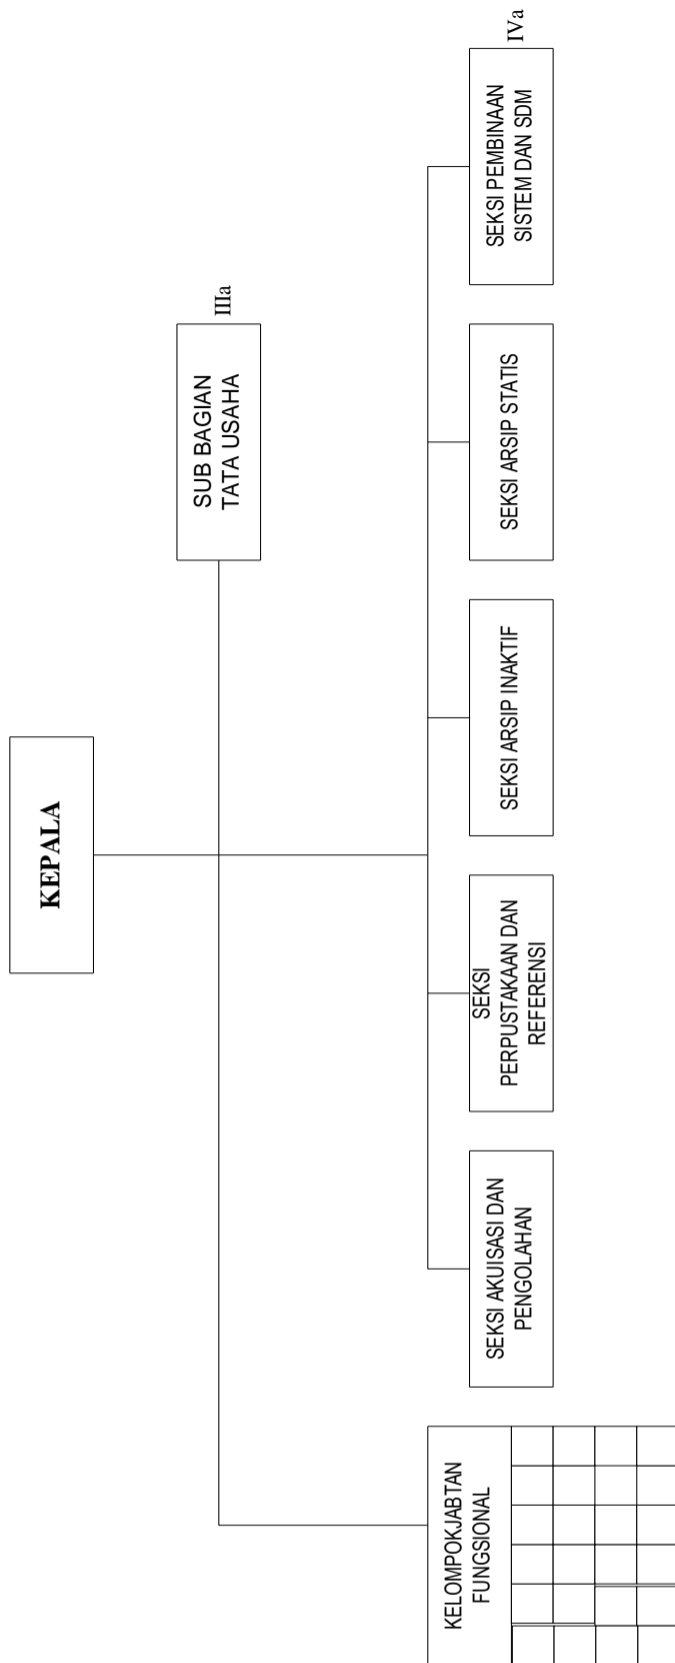 KEPALA
SUB BAGIAN
TATA USAHA
IIIa
KELOMPOKJABTAN
FUNGSIONAL
SEKSI AKUISASI DAN
PENGOLAHAN
SEKSI
PERPUSTAKAAN DAN
REFERENSI
SEKSI ARSIP INAKTIF
SEKSI ARSIP STATIS
SEKSI PEMBINAAN
SISTEM DAN SDM
IVa